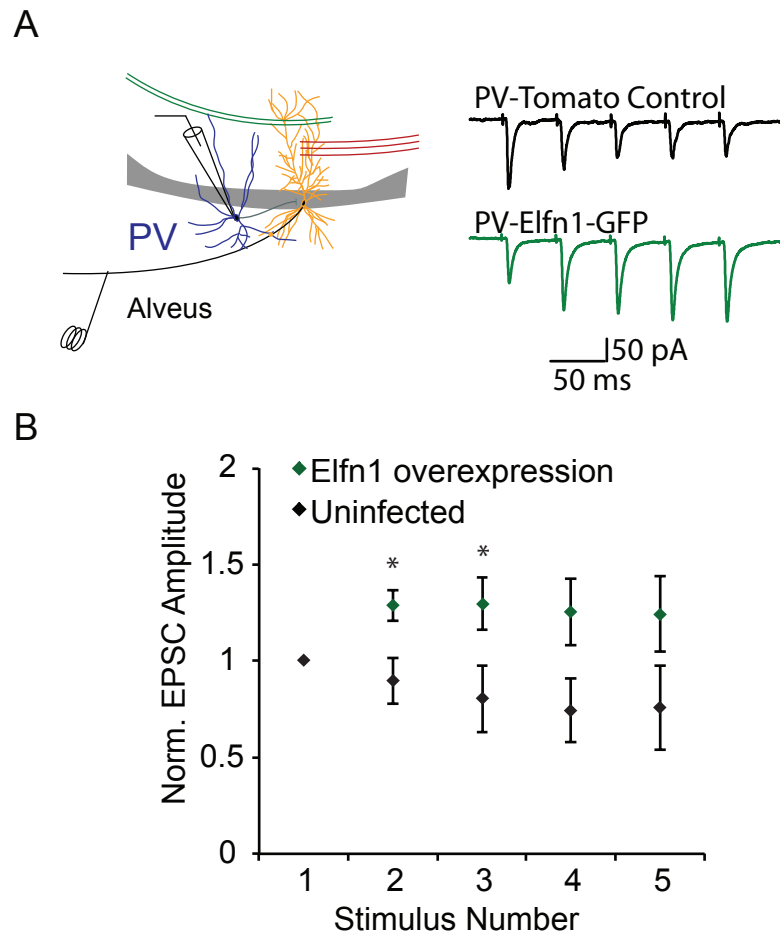 A
PV-Tomato Control
PV-Elfn1-GFP
50 pA
50 ms
PV
Alveus
B
Elfn1 overexpression
Uninfected
* *
Norm. EPSC Amplitude
2
1.5
1
0.5
0
1 2 3 4 5
Stimulus Number